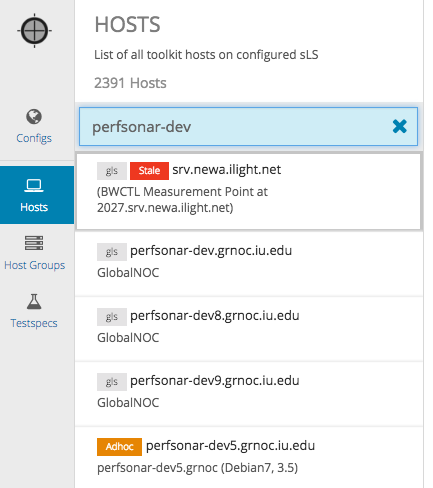 HOSTS
List of all toolkit hosts on configured sLS
2391 Hosts
perfsonar-dev
Configs
Hosts
Host Groups
Testspecs
gls Stale srv.newa.ilight.net
(BWCTL Measurement Point at
2027.srv.newa.ilight.net)
gls perfsonar-dev.grnoc.iu.edu
GlobalNOC
gls perfsonar-dev8.grnoc.iu.edu
GlobalNOC
gls perfsonar-dev9.grnoc.iu.edu
GlobalNOC
Adhoc perfsonar-dev5.grnoc.iu.edu
perfsonar-dev5.grnoc (Debian7, 3.5)